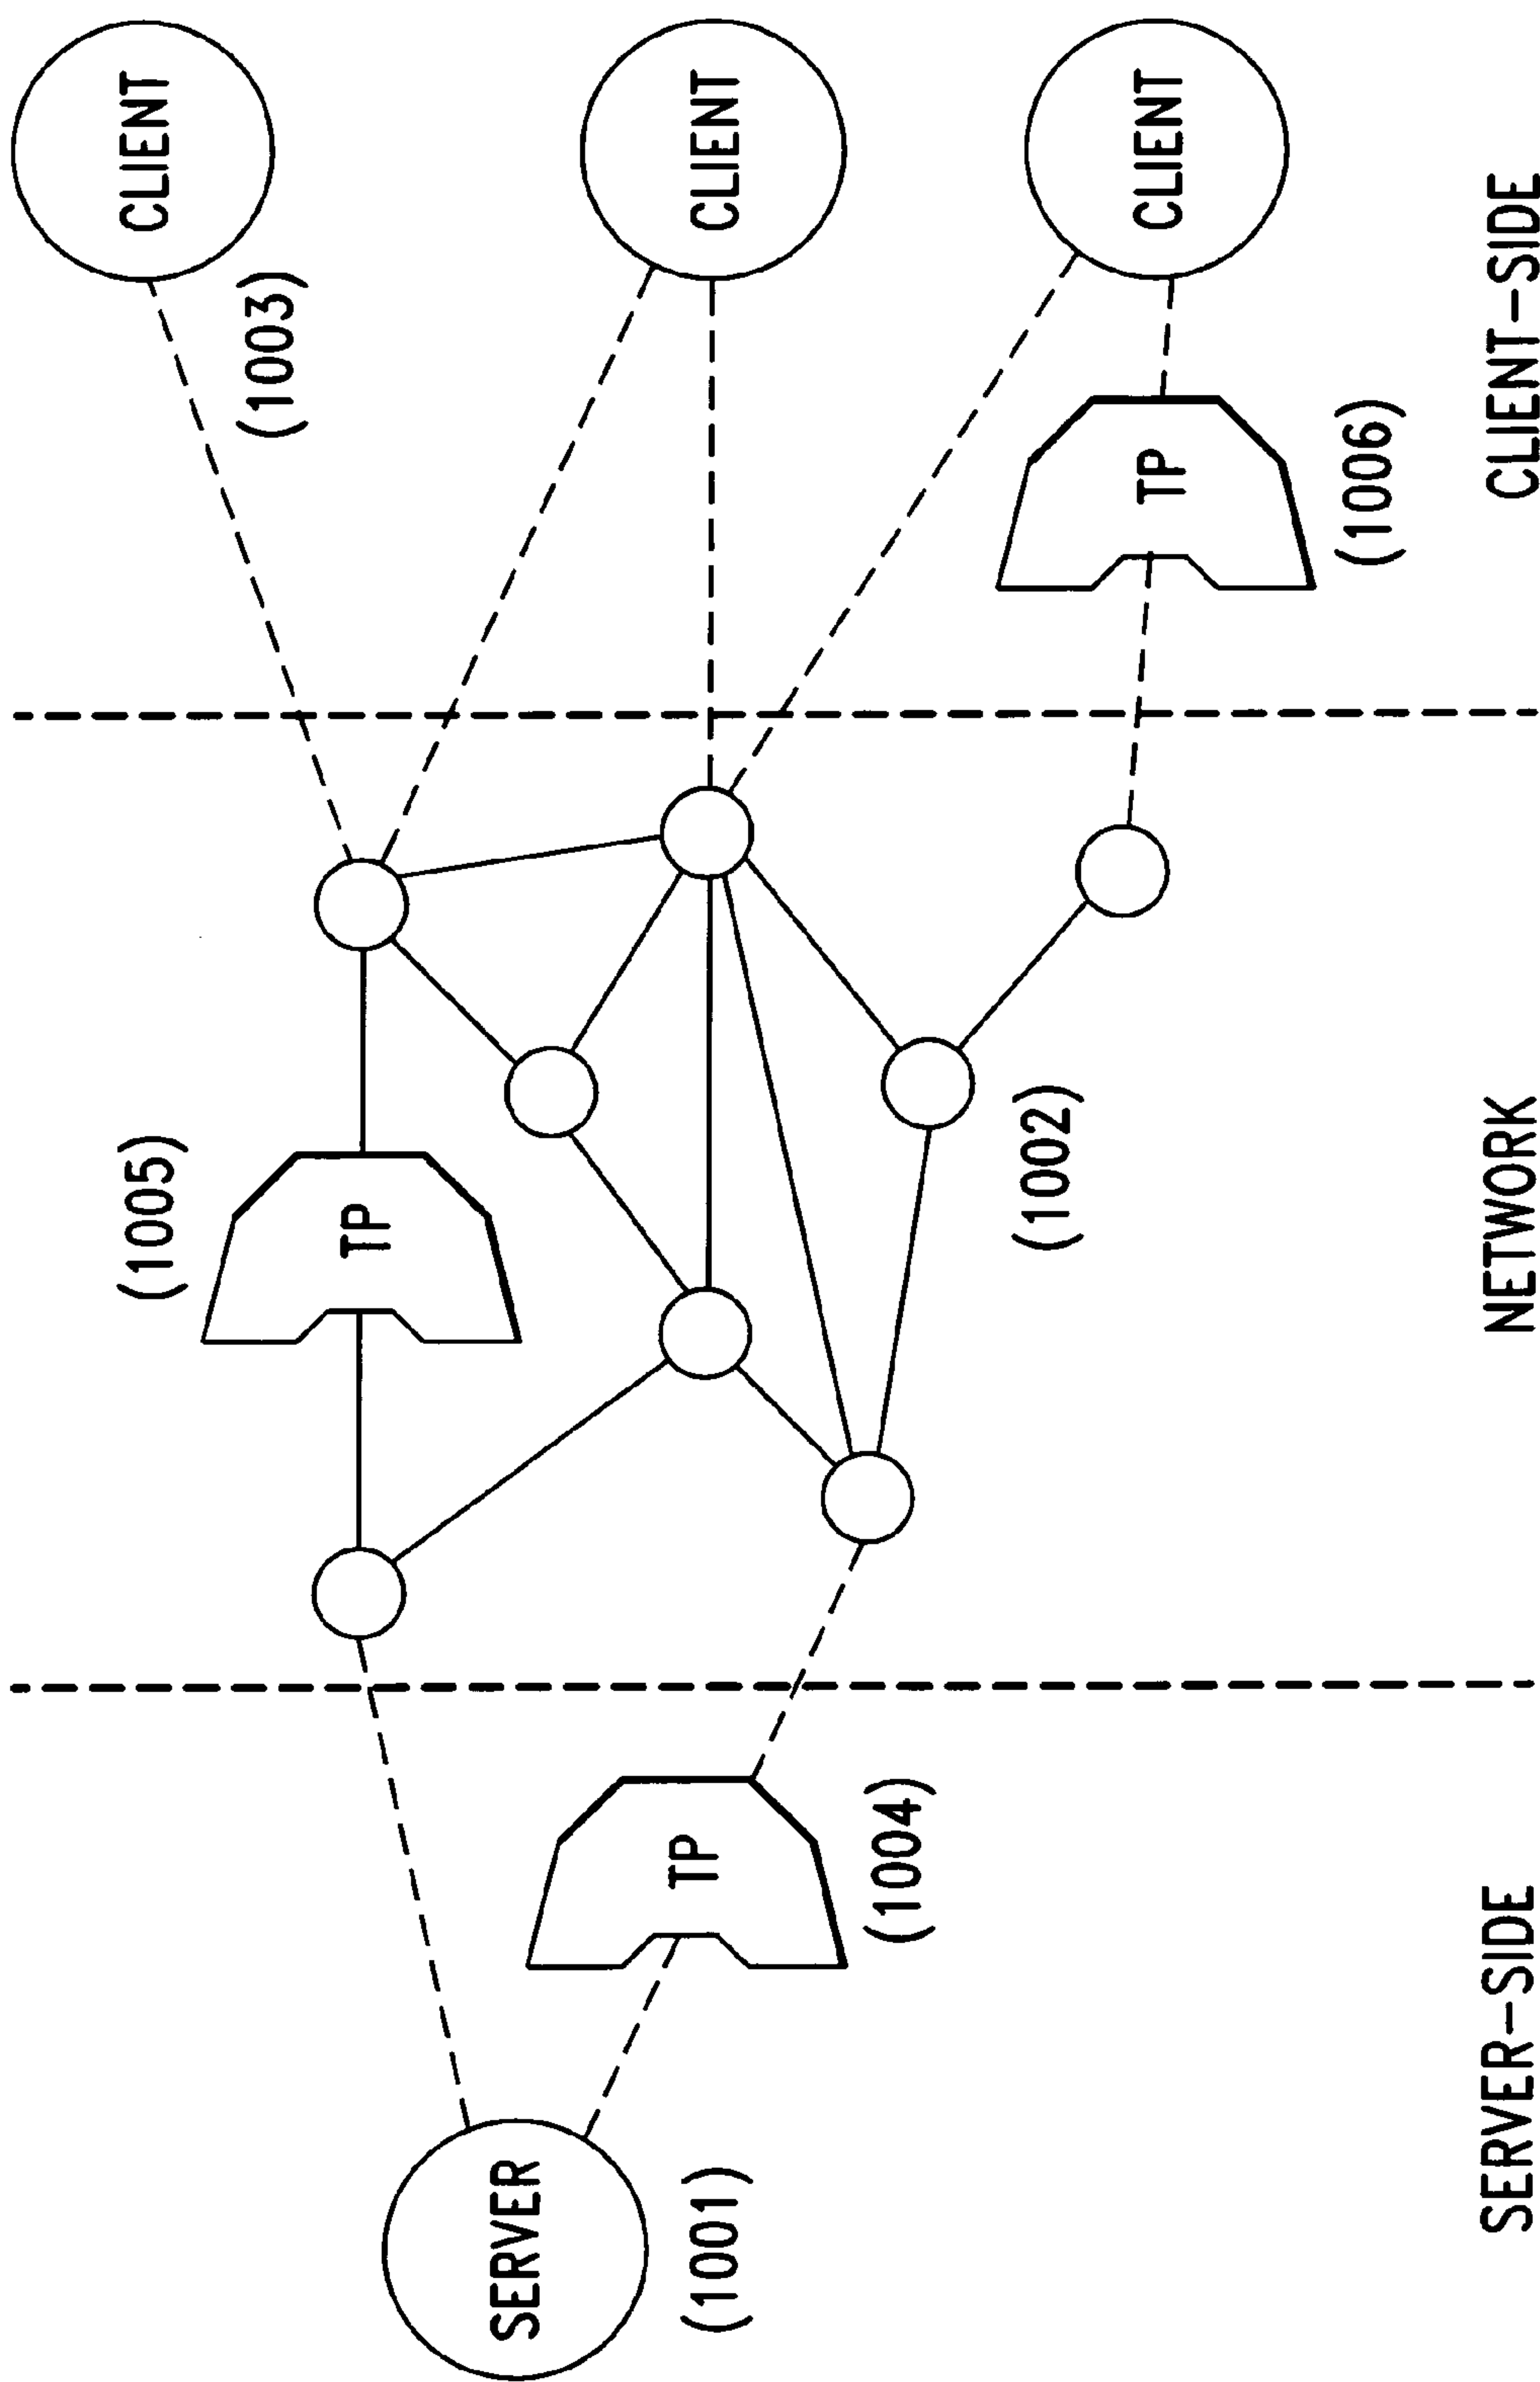 CLIENT
(1003)
CLIENT
CLIENT
TP
(1006)
CLIENT-SIDE
(1005)
TP
(1002)
NETWORK
TP
(1004)
SERVER
(1001)
SERVER-SIDE